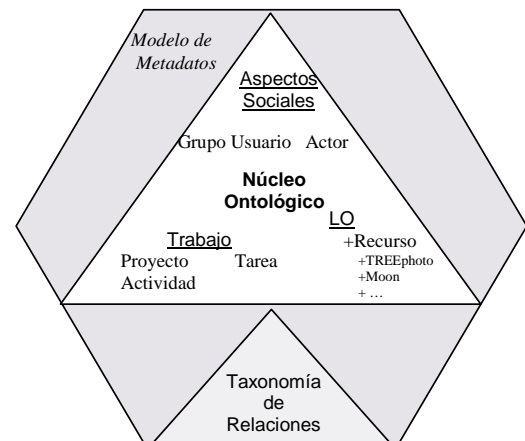 Modelo de
Metadatos
Aspectos
Sociales
Grupo Usuario Actor
Núcleo
Ontológico
LO
+Recurso
+TREEphoto
+Moon
+ ...
Trabajo
Proyecto Tarea
Actividad
Taxonomía
de
Relaciones